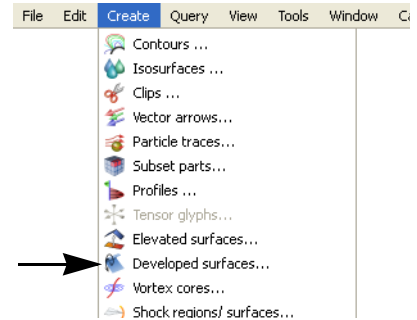 File Edit Create Query View Tools Window
Contours ...
Isosurfaces ...
Clips ...
Vector arrows...
Particle traces...
Subset parts...
Profiles ...
Tensor glyphs...
Elevated surfaces...
Developed surfaces...
Vortex cores...
Shock regions/ surfaces...